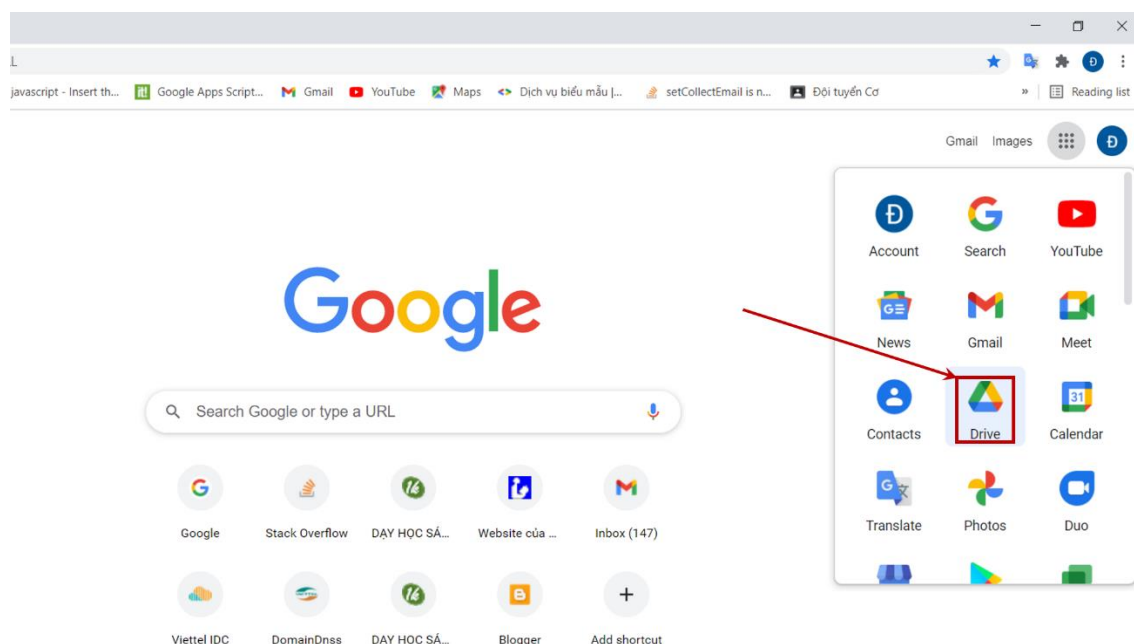 L
javascript - Insert th... Google Apps Script... Gmail YouTube Maps Dịch vụ biểu mẫu |... setCollectEmail is n... Đội tuyển Cơ » Reading list
Gmail Images Đ
Đ
Account Search YouTube
Google
GE
News Gmail Meet
Search Google or type a URL
31
Contacts Drive Calendar
Google Stack Overflow DẠY HỌC SÁ... Website của ... Inbox (147)
Translate Photos Duo
Viettel IDC DomainDnss DẠY HỌC SÁ... Blogger Add shortcut